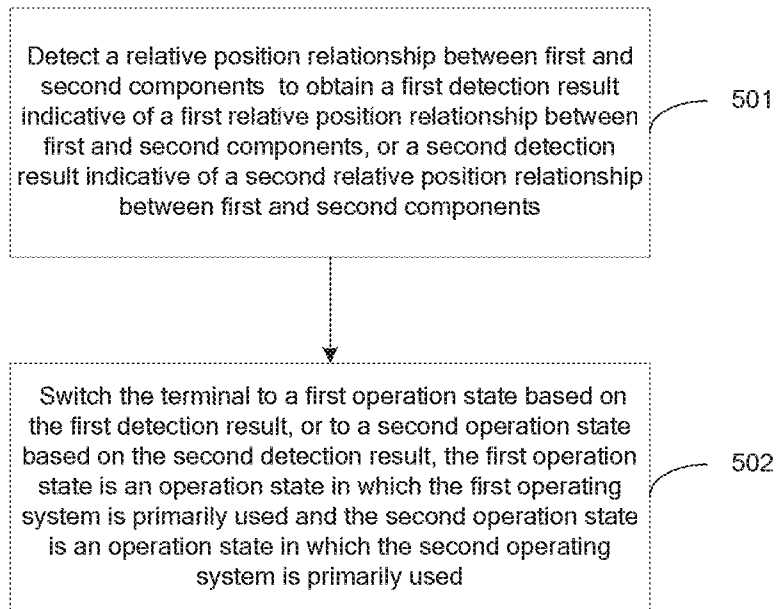 Detect a relative position relationship between first and
second components to obtain a first detection result
indicative of a first relative position relationship between
first and second components, or a second detection
result indicative of a second relative position relationship
between first and second components
501
Switch the terminal to a first operation state based on
the first detection result, or to a second operation state
based on the second detection result, the first operation
state is an operation state in which the first operating
system is primarily used and the second operation state
is an operation state in which the second operating
system is primarily used
502